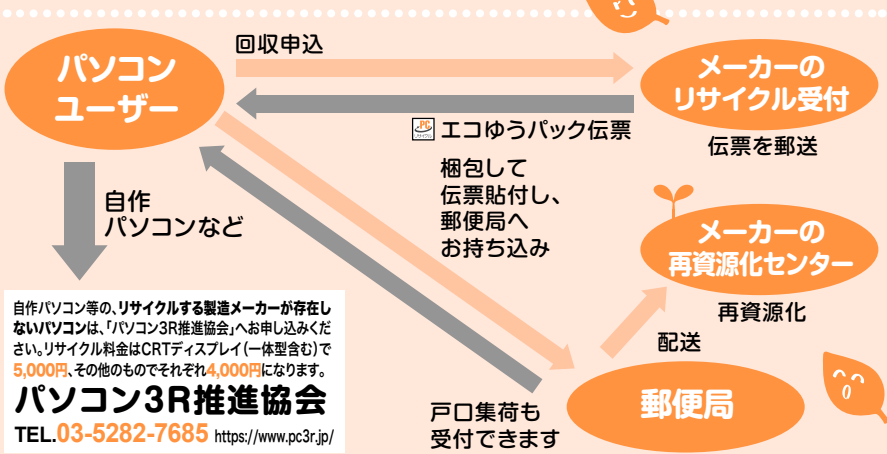 回収申込
パソコン
ユーザー
メーカーの
リサイクル受付
伝票を郵送
PC
リサイクル
エコゆうパック伝票
梱包して
伝票貼付し、
郵便局へ
お持ち込み
自作
パソコンなど
メーカーの
再資源化センター
再資源化
配送
郵便局
戸口集荷も
受付できます
自作パソコン等の、リサイクルする製造メーカーが存在し
ないパソコンは、「パソコン3R推進協会」へお申し込みくだ
さい。リサイクル料金はCRTディスプレイ（一体型含む）で
5,000円、その他のものでそれぞれ4,000円になります。
パソコン3R推進協会
TEL.03-5282-7685 https://www.pc3r.jp/